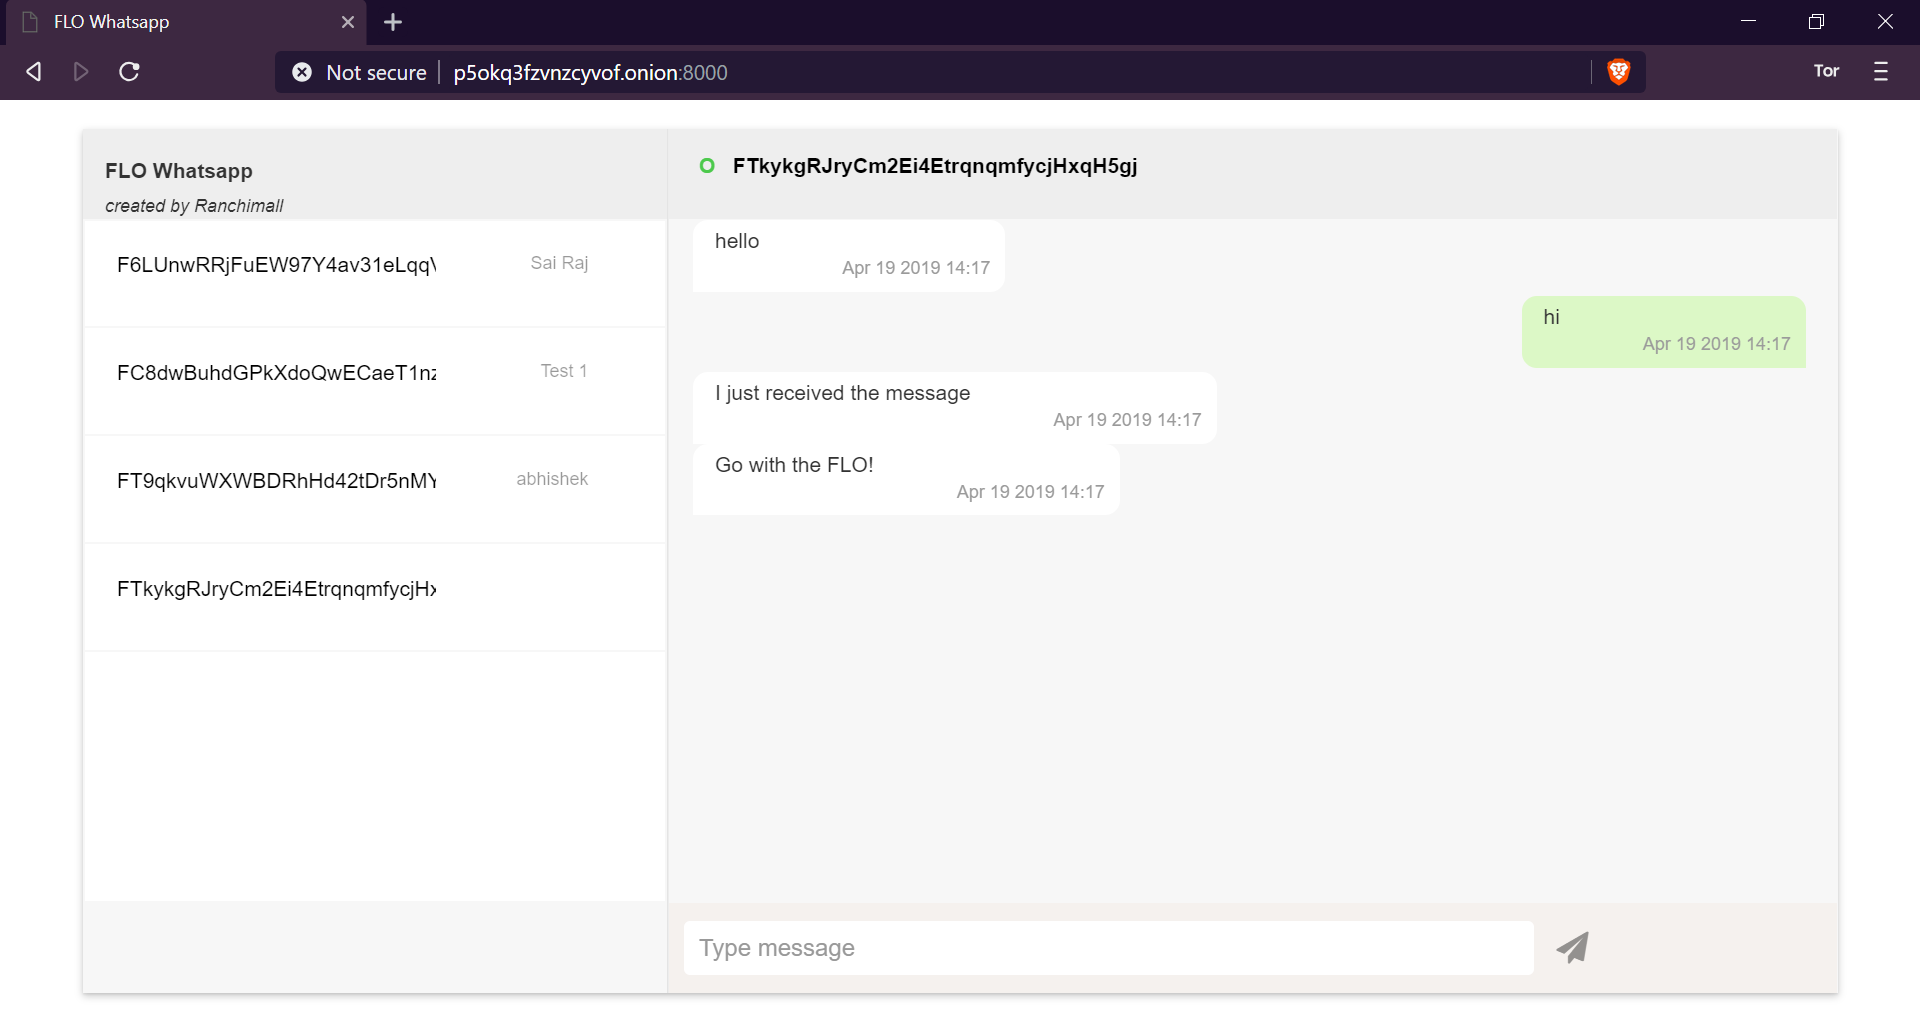 FLO Whatsapp
Not secure p5okq3fzvnzcyvof.onion:8000
Tor
FLO Whatsapp
created by Ranchimall
F6LUnwRRjFuEW97Y4av31eLqq Sai Raj
FC8dwBuhdGPkXdoQwECaeT1nz Test 1
FT9qkvuWXWBDRhHd42tDr5nMY abhishek
FTkykgRJryCm2Ei4EtrqnqmfycjHx
FTkykgRJryCm2Ei4EtrqnqmfycjHxqH5gj
hello
Apr 19 2019 14:17
hi
Apr 19 2019 14:17
I just received the message
Apr 19 2019 14:17
Go with the FLO!
Apr 19 2019 14:17
Type message